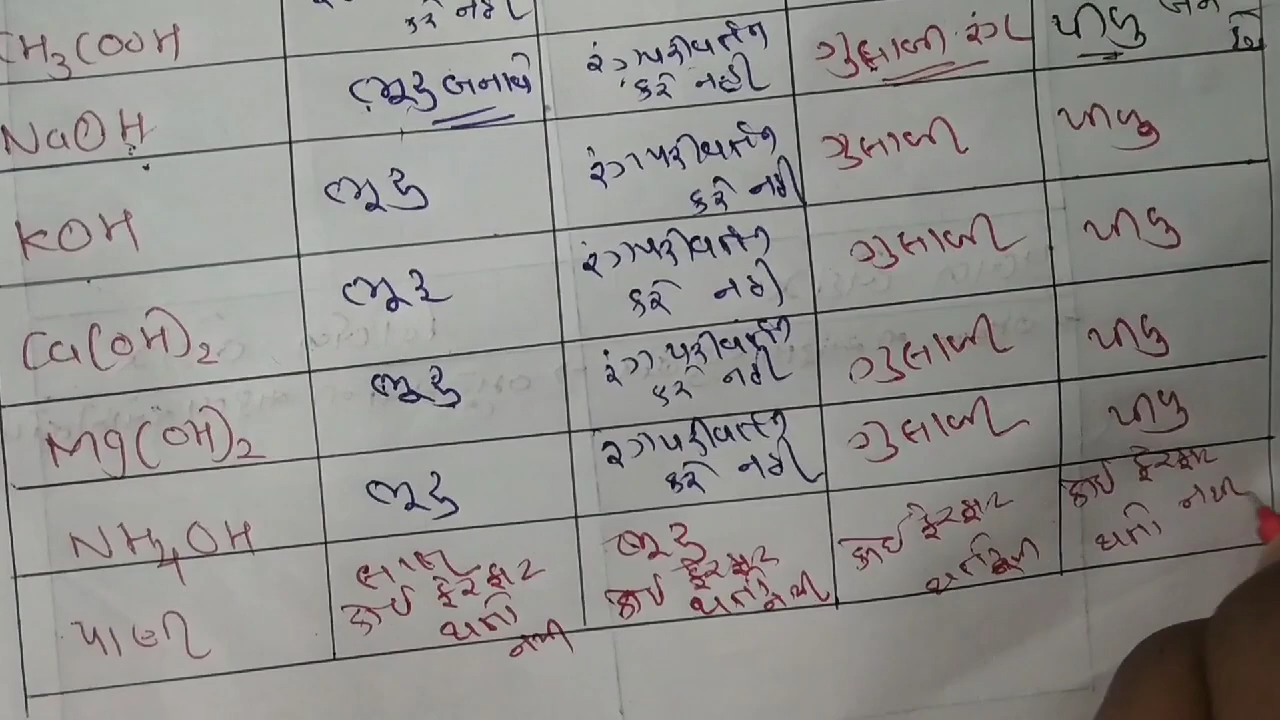 કરે નહી
CH3COOH
રંગપરીવર્તન
કરે નહી
ગુલાબી રંગ
પીળુ
NaOH
ભૂરુ બનાવે
રંગપરીવર્તન
કરે નહી
ગુલાબી
પીળુ
KOH
ભૂરુ
રંગપરીવર્તન
કરે નહી
ગુલાબી
પીળુ
Ca(OH)2
ભૂરુ
રંગપરીવર્તન
કરે નહી
ગુલાબી
પીળુ
Mg(OH)2
ભૂરુ
રંગપરીવર્તન
કરે નહી
ગુલાબી
પીળુ
NH4OH
ભૂરુ
લાલ
કોઈ ફેરફાર
થતો
નથી
ભૂરુ
કોઈ ફેરફાર
થતો નથી
કોઈ ફેરફાર
કોઈ ફેરફાર
થતો નથી
પાણી